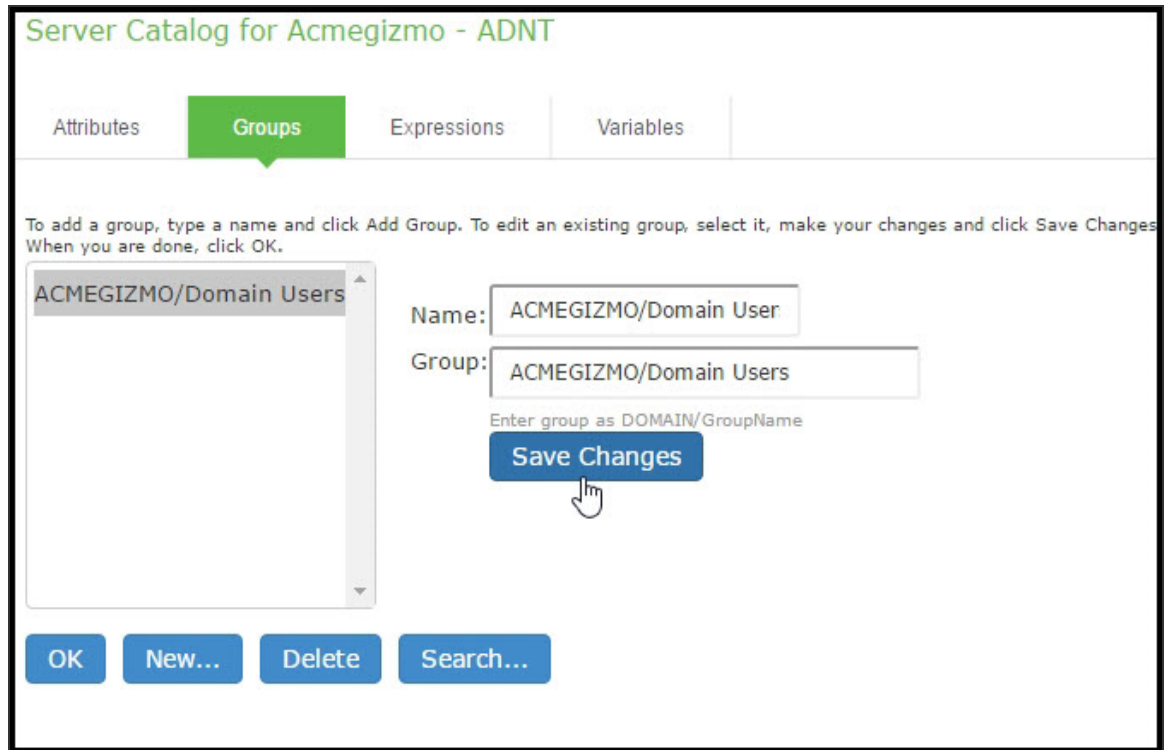 Server Catalog for Acmegizmo - ADNT
Attributes Groups Expressions Variables
To add a group, type a name and click Add Group. To edit an existing group, select it, make your changes and click Save Changes
When you are done, click OK.
ACMEGIZMO/Domain Users
Name: ACMEGIZMO/Domain User
Group: ACMEGIZMO/Domain Users
Enter group as DOMAIN/GroupName
Save Changes
OK New... Delete Search...